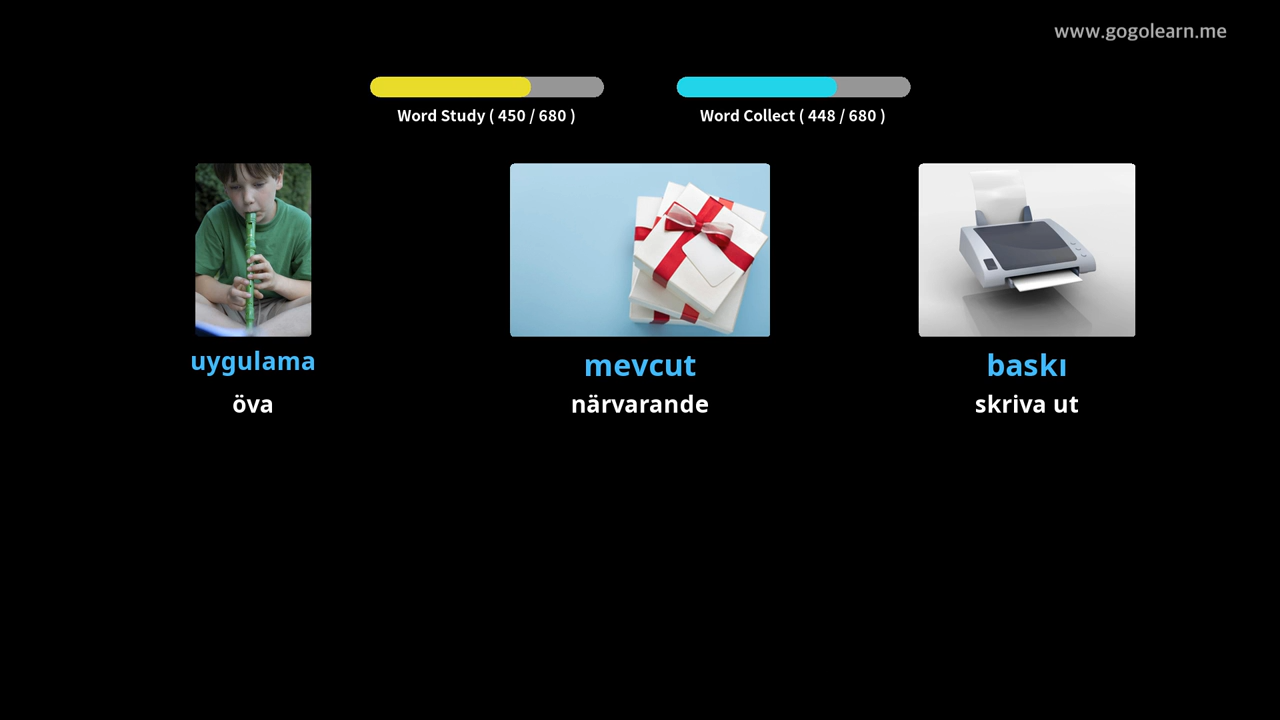 www.gogolearn.me
Word Study ( 450 / 680 )
Word Collect ( 448 / 680 )
uygulama
mevcut
baskı
öva
närvarande
skriva ut